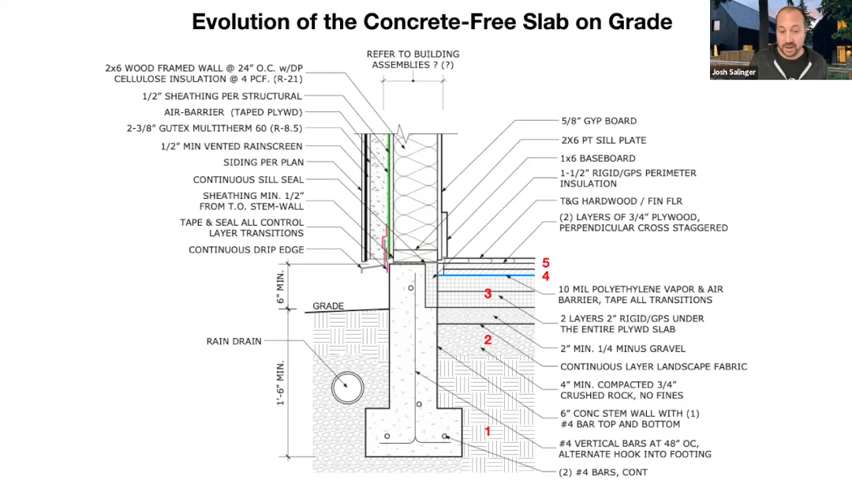 Evolution of the Concrete-Free Slab on Grade
Josh Salinger
REFER TO BUILDING
ASSEMBLIES ? (?)
2x6 WOOD FRAMED WALL @ 24" O.C. w/DP
CELLULOSE INSULATION @ 4 PCF. (R-21)
1/2" SHEATHING PER STRUCTURAL
AIR-BARRIER (TAPED PLYWD)
2-3/8" GUTEX MULTITHERM 60 (R-8.5)
1/2" MIN VENTED RAINSCREEN
SIDING PER PLAN
CONTINUOUS SILL SEAL
SHEATHING MIN. 1/2"
FROM T.O. STEM-WALL
TAPE & SEAL ALL CONTROL
LAYER TRANSITIONS
CONTINUOUS DRIP EDGE
6" MIN.
GRADE
RAIN DRAIN
1'-6" MIN.
5/8" GYP BOARD
2X6 PT SILL PLATE
1x6 BASEBOARD
1-1/2" RIGID/GPS PERIMETER
INSULATION
T&G HARDWOOD / FIN FLR
(2) LAYERS OF 3/4" PLYWOOD,
PERPENDICULAR CROSS STAGGERED
5
4
10 MIL POLYETHYLENE VAPOR & AIR
BARRIER, TAPE ALL TRANSITIONS
3
2 LAYERS 2" RIGID/GPS UNDER
THE ENTIRE PLYWD SLAB
2
2" MIN. 1/4 MINUS GRAVEL
CONTINUOUS LAYER LANDSCAPE FABRIC
4" MIN. COMPACTED 3/4"
CRUSHED ROCK, NO FINES
6" CONC STEM WALL WITH (1)
#4 BAR TOP AND BOTTOM
1
#4 VERTICAL BARS AT 48" OC,
ALTERNATE HOOK INTO FOOTING
(2) #4 BARS, CONT